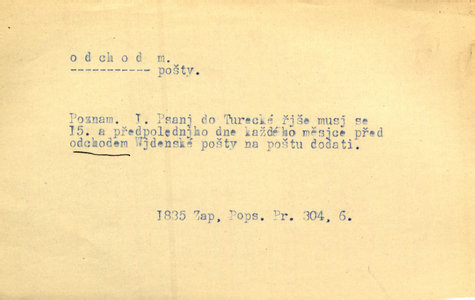 odchod m.
----------- pošty.
Poznam. I. Psanj do Turecké řjše musj se
15. a předpolednjho dne každého měsjce před
odchodem Wjdenské pošty na poštu dodati.
1835 Zap, Pops. Pr. 304, 6.